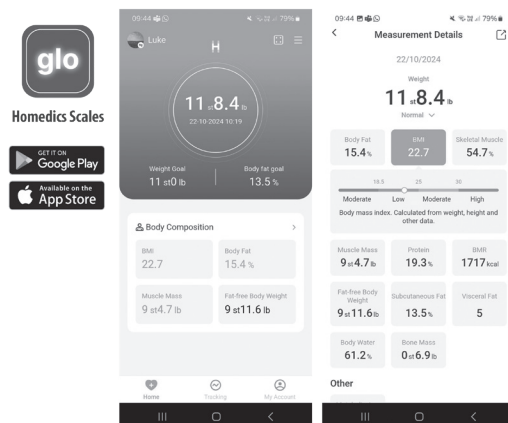 glo
Homedics Scales
GET IT ON
Google Play
Available on the
App Store
09:44
79%
Luke
H
11 st 8.4 lb
22-10-2024 10:19
Weight Goal
11 st0 lb
Body fat goal
13.5 %
Body Composition >
BMI
22.7
Body Fat
15.4 %
Muscle Mass
9 st4.7 lb
Fat-free Body Weight
9 st11.6 lb
Home
Tracking
My Account
09:44
79%
Measurement Details
22/10/2024
Weight
11 st 8.4 lb
Normal
Body Fat
15.4 %
BMI
22.7
Skeletal Muscle
54.7 %
18.5 25 30
Moderate Low Moderate High
Body mass index. Calculated from weight, height and
other data.
Muscle Mass
9 st 4.7 lb
Protein
19.3 %
BMR
1717 kcal
Fat-free Body
Weight
9 st 11.6 lb
Subcutaneous Fat
13.5 %
Visceral Fat
5
Body Water
61.2 %
Bone Mass
0 st 6.9 lb
Other